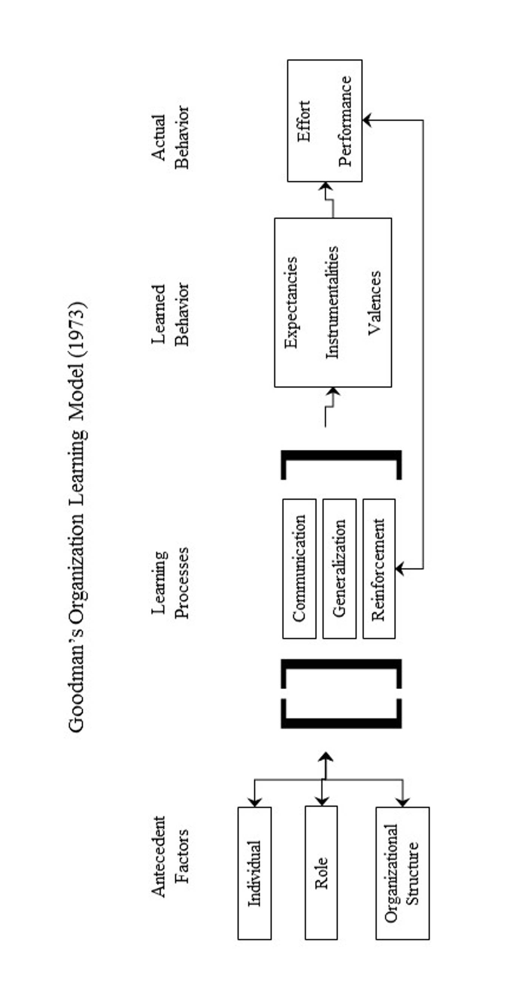 Goodman's Organization Learning Model (1973)
Antecedent
Factors
Learning
Processes
Learned
Behavior
Actual
Behavior
Individual
Role
Organizational
Structure
Communication
Generalization
Reinforcement
Expectancies
Instrumentalities
Valences
Effort
Performance